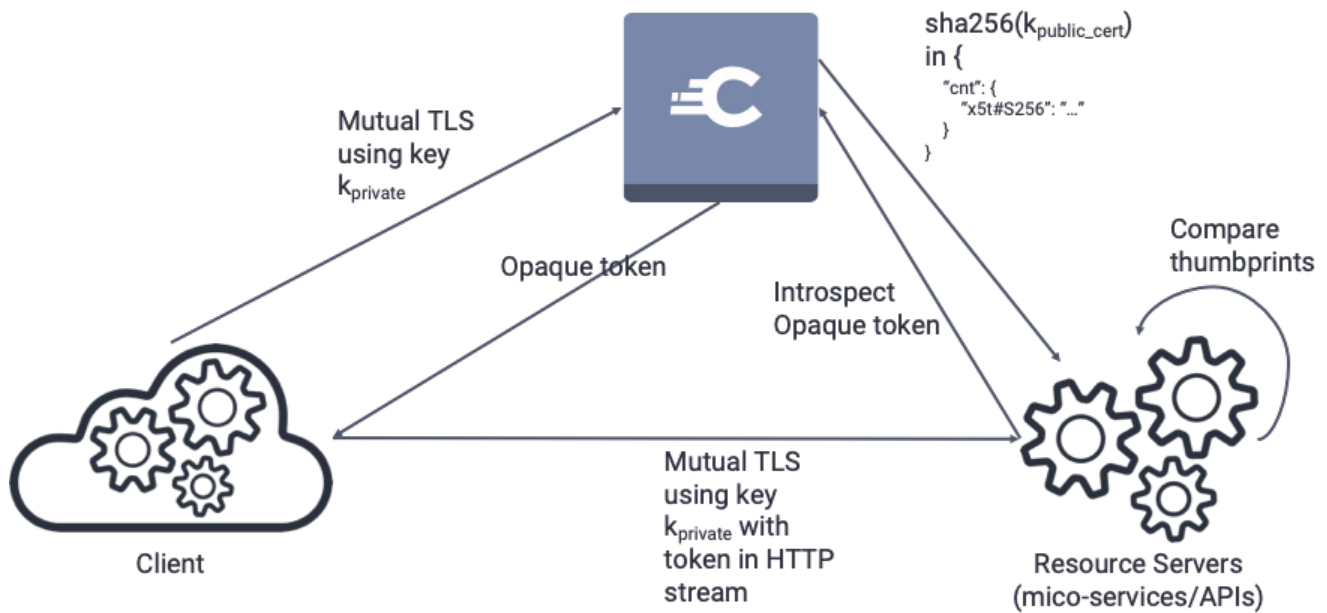 sha256(kpublic_cert)
in {
"cnt": {
"x5t#S256": "..."
}
}
Mutual TLS
using key
kprivate
Opaque token
Introspect
Opaque token
Compare
thumbprints
Mutual TLS
using key
kprivate with
token in HTTP
stream
Client
Resource Servers
(mico-services/APIs)